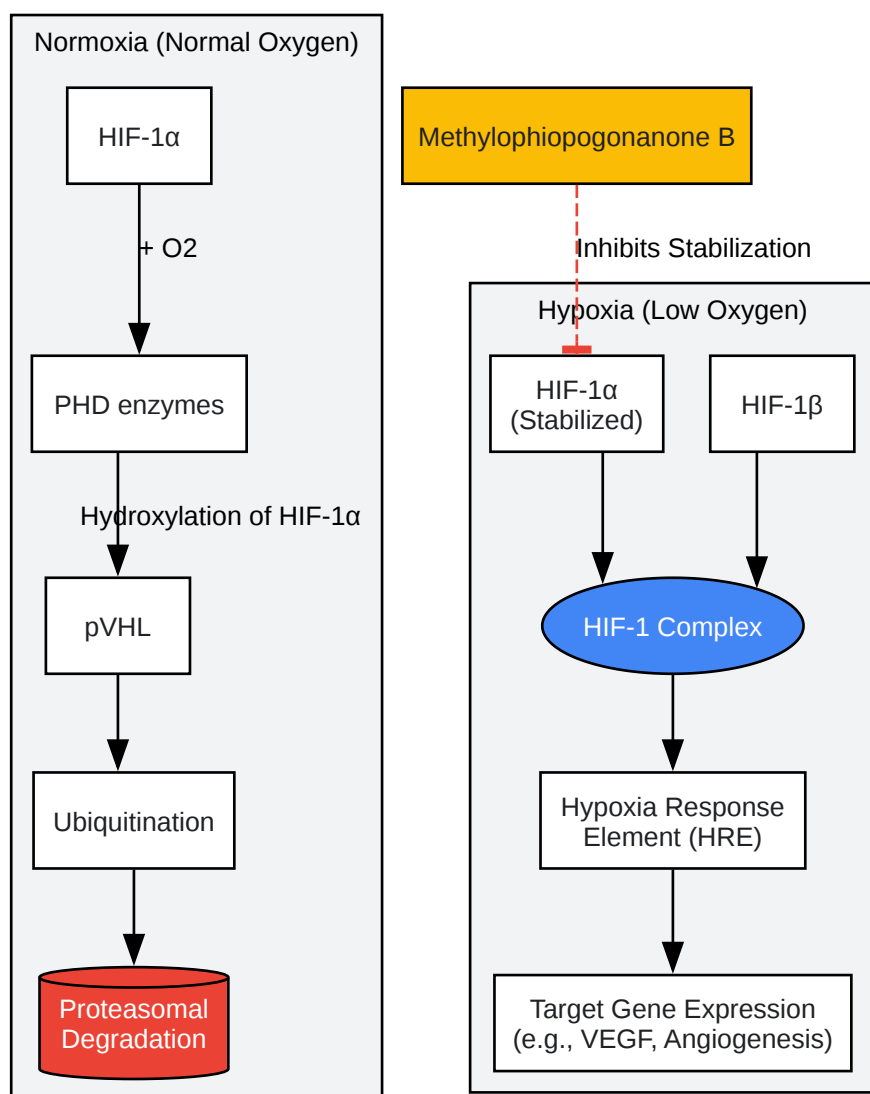 Normoxia (Normal Oxygen)
HIF-1α
+ O2
PHD enzymes
Hydroxylation of HIF-1α
pVHL
Ubiquitination
Proteasomal
Degradation
Methylophiopogonanone B
Inhibits Stabilization
Hypoxia (Low Oxygen)
HIF-1α
(Stabilized)
HIF-1β
HIF-1 Complex
Hypoxia Response
Element (HRE)
Target Gene Expression
(e.g., VEGF, Angiogenesis)